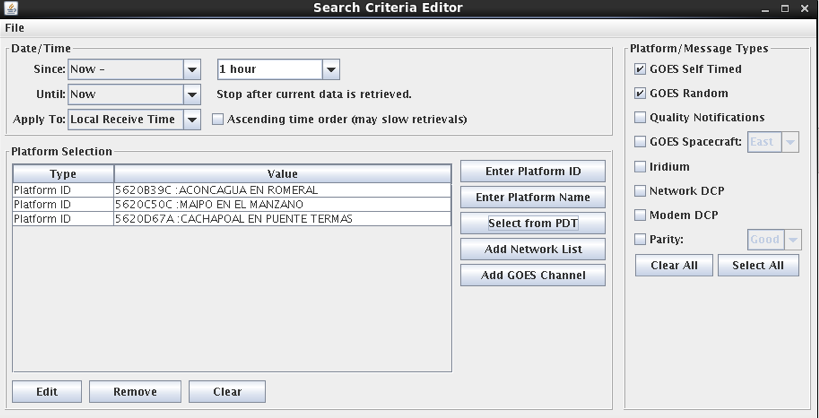 Search Criteria Editor
File
Date/Time
Since: Now - 1 hour
Until: Now Stop after current data is retrieved.
Apply To: Local Receive Time Ascending time order (may slow retrievals)
Platform Selection
Type Value
Platform ID 5620B39C :ACONCAGUA EN ROMERAL
Platform ID 5620C50C :MAIPO EN EL MANZANO
Platform ID 5620D67A :CACHAPOAL EN PUENTE TERMAS
Enter Platform ID
Enter Platform Name
Select from PDT
Add Network List
Add GOES Channel
Edit Remove Clear
Platform/Message Types
GOES Self Timed
GOES Random
Quality Notifications
GOES Spacecraft: East
Iridium
Network DCP
Modem DCP
Parity: Good
Clear All Select All